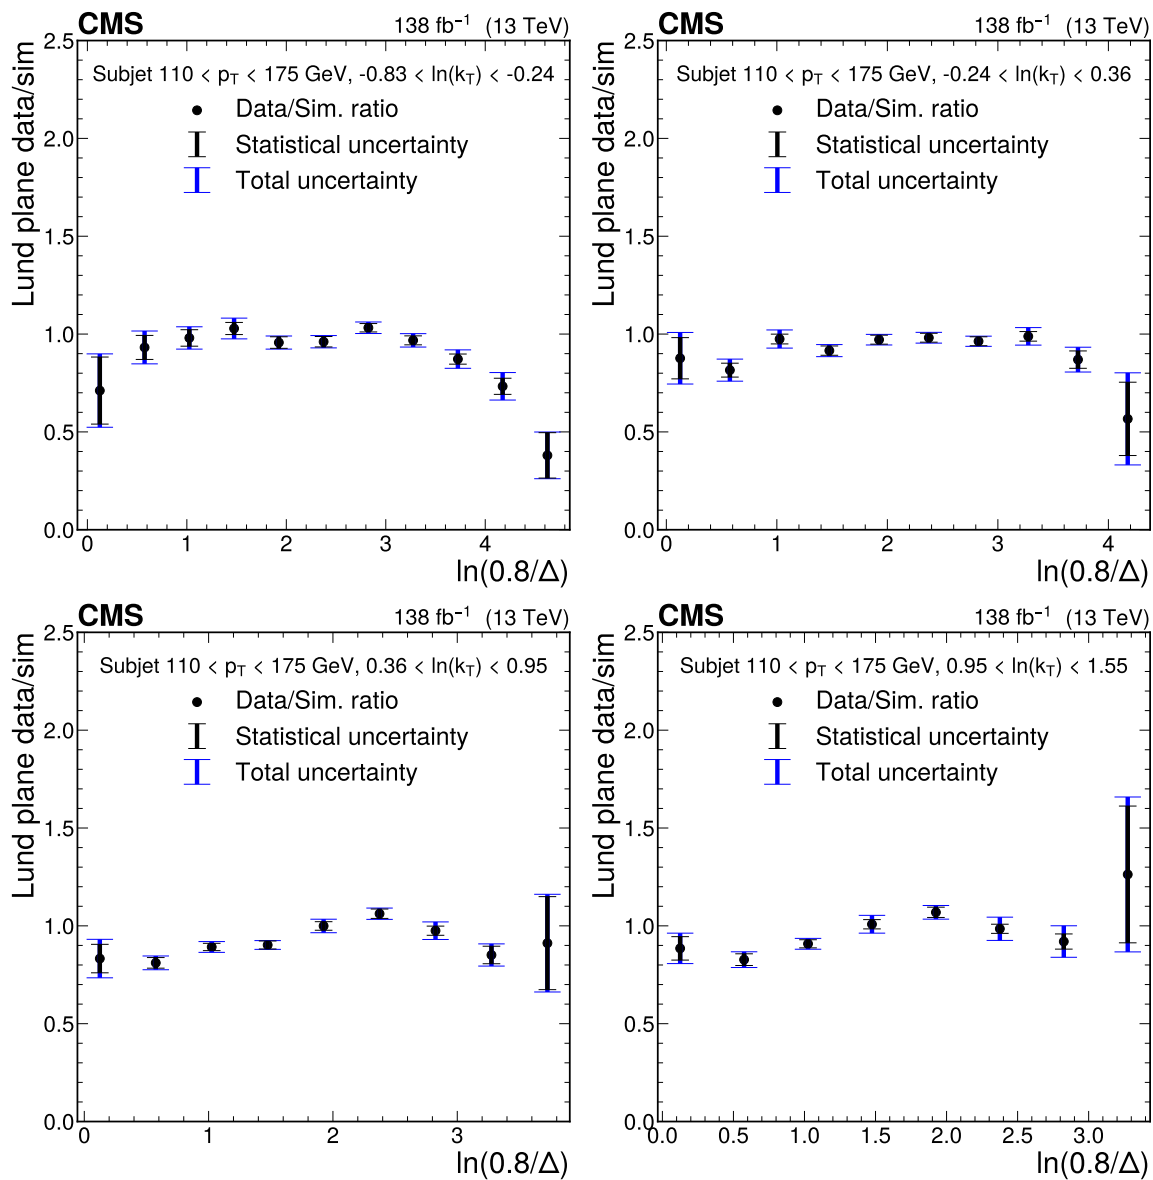 CMS 138 fb⁻¹ (13 TeV)
Lund plane data/sim
Subjet 110 < p_T < 175 GeV, -0.83 < ln(k_T) < -0.24
Data/Sim. ratio
Statistical uncertainty
Total uncertainty
2.5
2.0
1.5
1.0
0.5
0.0
0 1 2 3 4
ln(0.8/Δ)
CMS 138 fb⁻¹ (13 TeV)
Lund plane data/sim
Subjet 110 < p_T < 175 GeV, -0.24 < ln(k_T) < 0.36
Data/Sim. ratio
Statistical uncertainty
Total uncertainty
2.5
2.0
1.5
1.0
0.5
0.0
0 1 2 3 4
ln(0.8/Δ)
CMS 138 fb⁻¹ (13 TeV)
Lund plane data/sim
Subjet 110 < p_T < 175 GeV, 0.36 < ln(k_T) < 0.95
Data/Sim. ratio
Statistical uncertainty
Total uncertainty
2.5
2.0
1.5
1.0
0.5
0.0
0 1 2 3
ln(0.8/Δ)
CMS 138 fb⁻¹ (13 TeV)
Lund plane data/sim
Subjet 110 < p_T < 175 GeV, 0.95 < ln(k_T) < 1.55
Data/Sim. ratio
Statistical uncertainty
Total uncertainty
2.5
2.0
1.5
1.0
0.5
0.0
0.0 0.5 1.0 1.5 2.0 2.5 3.0
ln(0.8/Δ)